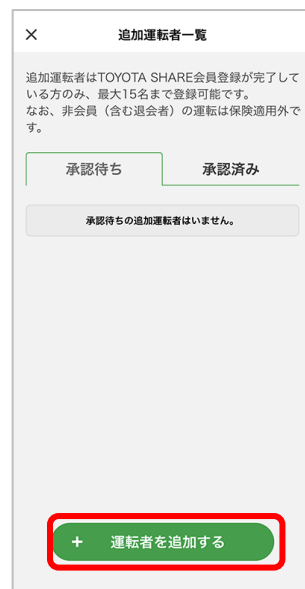 × 追加運転者一覧
追加運転者はTOYOTA SHARE会員登録が完了して
いる方のみ、最大15名まで登録可能です。
なお、非会員（含む退会者）の運転は保険適用外で
す。
承認待ち 承認済み
承認待ちの追加運転者はいません。
+ 運転者を追加する